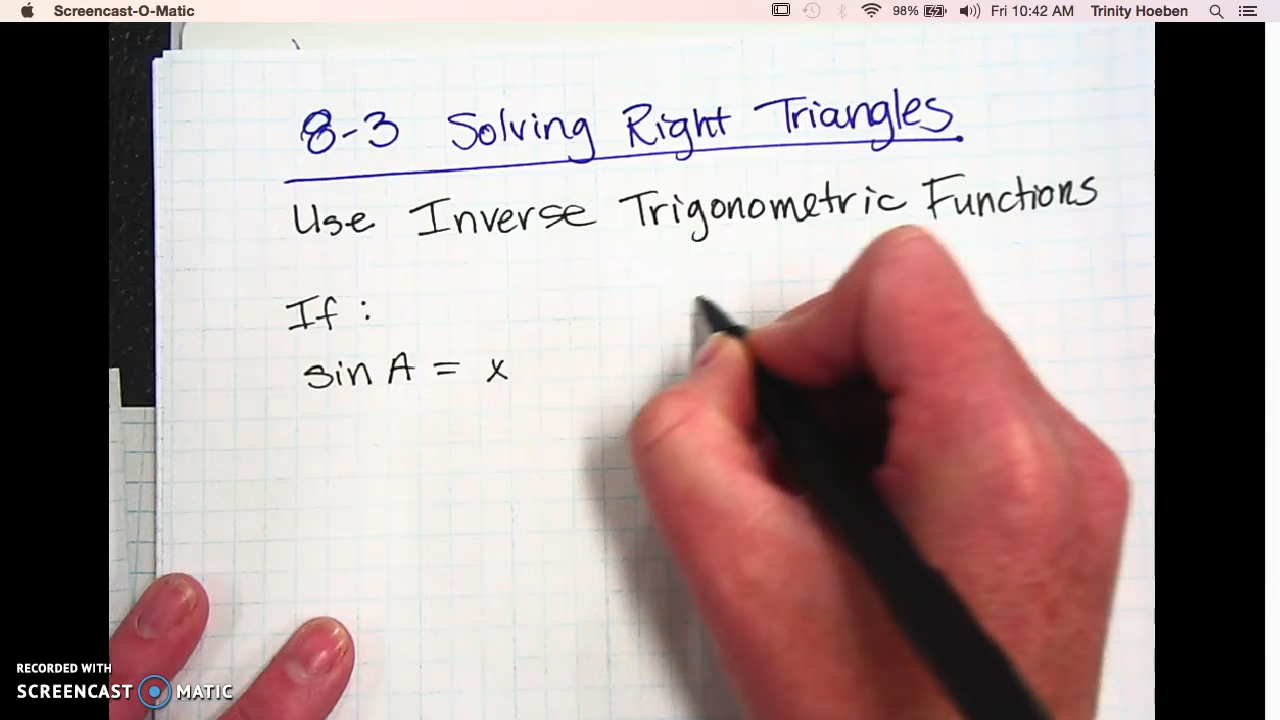 Screencast-O-Matic 98% Fri 10:42 AM Trinity Hoeben
8-3 Solving Right Triangles
Use Inverse Trigonometric Functions
If :
sin A = x
RECORDED WITH
SCREENCAST MATIC